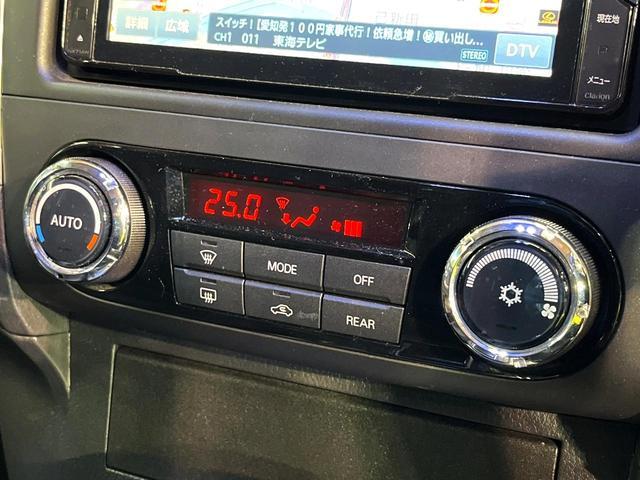 詳細 広域
スイッチ!【愛知発100円家事代行!依頼急増!㊙買い出し...
CH1 011 東海テレビ
STEREO
DTV
現在地
メニュー
Clarion
AUTO
25.0
MODE
OFF
REAR